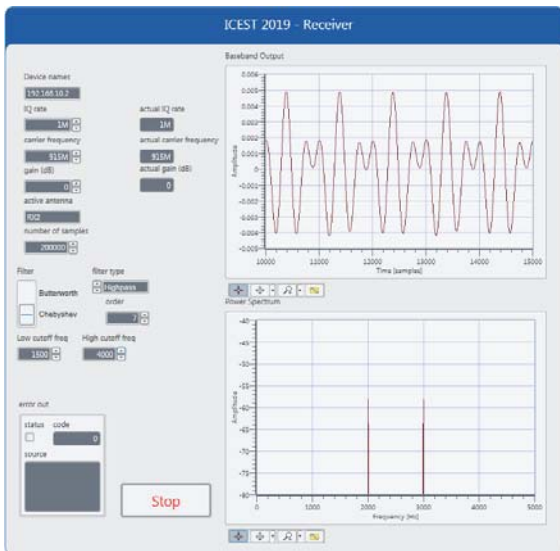 ICEST 2019 - Receiver
Device names
192.168.10.2
IQ rate
1M
actual IQ rate
1M
carrier frequency
915M
actual carrier frequency
915M
gain (dB)
0
actual gain (dB)
0
active antenna
RX2
number of samples
200000
Filter
Butterworth
Chebyshev
filter type
Highpass
order
7
Low cutoff freq
1500
High cutoff freq
4000
error out
status
code
0
source
Stop
Baseband Output
Amplitude
0.006
0.004
0.003
0.002
0.001
0
-0.001
-0.002
-0.003
-0.004
-0.005
10000
11000
12000
13000
14000
15000
Time [samples]
Power Spectrum
Amplitude
-40
-45
-50
-55
-60
-65
-70
-75
-80
0
1000
2000
3000
4000
5000
Frequency [Hz]